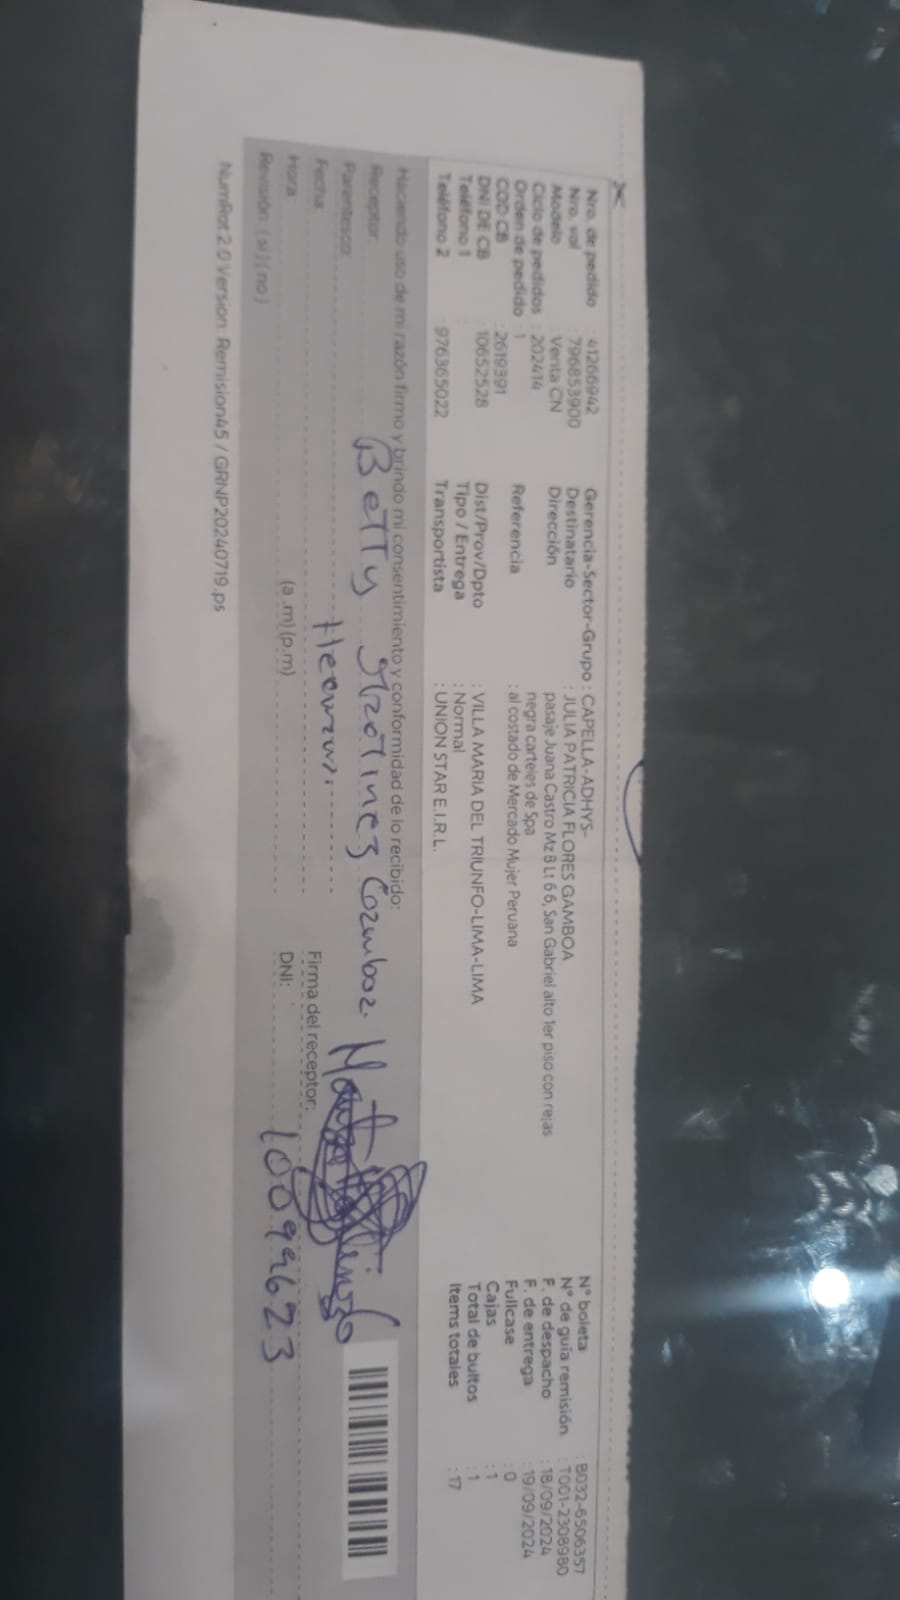 Nro. de pedido : 41266942
Nro. vol : 796853900
Modelo : Venta CN
Ciclo de pedidos : 202414
Orden de pedido : 1
COD CB : 2619391
DNI DE CB : 10652528
Teléfono 1 :
Teléfono 2 : 976365022
Gerencia-Sector-Grupo : CAPELLA-ADHYS-
Destinatario : JULIA PATRICIA FLORES GAMBOA
Dirección : pasaje Juana Castro Mz B Lt 6 6, San Gabriel alto 1er piso con rejas
negra carteles de Spa
Referencia : al costado de Mercado Mujer Peruana
Dist/Prov/Dpto : VILLA MARIA DEL TRIUNFO-LIMA-LIMA
Tipo / Entrega : Normal
Transportista : UNION STAR E.I.R.L.
N° boleta : B032-6506357
N° de guía remisión : T001-2308980
F. de despacho : 18/09/2024
F. de entrega : 19/09/2024
Fullcase : 0
Cajas : 1
Total de bultos : 1
Items totales : 17
Haciendo uso de mi razón firmo y brindo mi consentimiento y conformidad de lo recibido:
Receptor: Betty
Parentesco:
Fecha:
Hora: (a .m) (p.m)
Revisión: ( si ) ( no )
Firma del receptor:
DNI: 10099623
NumRot 2.0 Version: Remision45 / GRNP20240719.ps